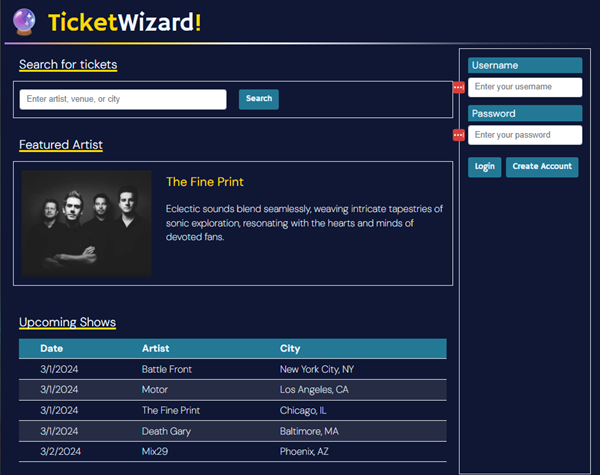 TicketWizard!
Search for tickets
Enter artist, venue, or city
Search
Featured Artist
The Fine Print
Eclectic sounds blend seamlessly, weaving intricate tapestries of
sonic exploration, resonating with the hearts and minds of
devoted fans.
Upcoming Shows
Date Artist City
3/1/2024 Battle Front New York City, NY
3/1/2024 Motor Los Angeles, CA
3/1/2024 The Fine Print Chicago, IL
3/1/2024 Death Gary Baltimore, MA
3/2/2024 Mix29 Phoenix, AZ
Username
Enter your username
Password
Enter your password
Login Create Account